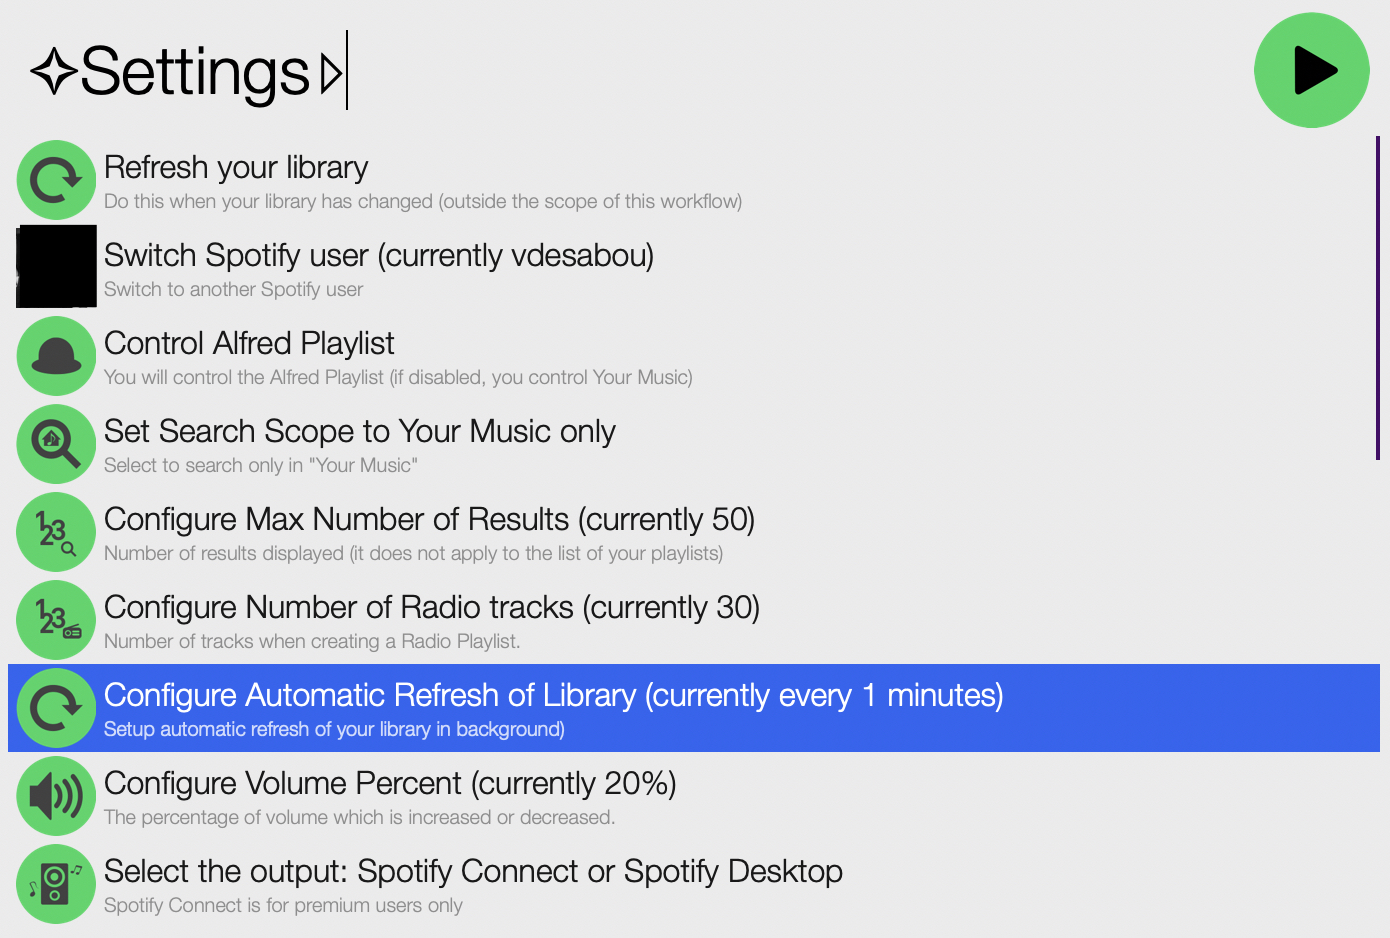 ✧Settings ▹
Refresh your library
Do this when your library has changed (outside the scope of this workflow)
Switch Spotify user (currently vdesabou)
Switch to another Spotify user
Control Alfred Playlist
You will control the Alfred Playlist (if disabled, you control Your Music)
Set Search Scope to Your Music only
Select to search only in "Your Music"
123
Configure Max Number of Results (currently 50)
Number of results displayed (it does not apply to the list of your playlists)
123
Configure Number of Radio tracks (currently 30)
Number of tracks when creating a Radio Playlist.
Configure Automatic Refresh of Library (currently every 1 minutes)
Setup automatic refresh of your library in background)
Configure Volume Percent (currently 20%)
The percentage of volume which is increased or decreased.
Select the output: Spotify Connect or Spotify Desktop
Spotify Connect is for premium users only